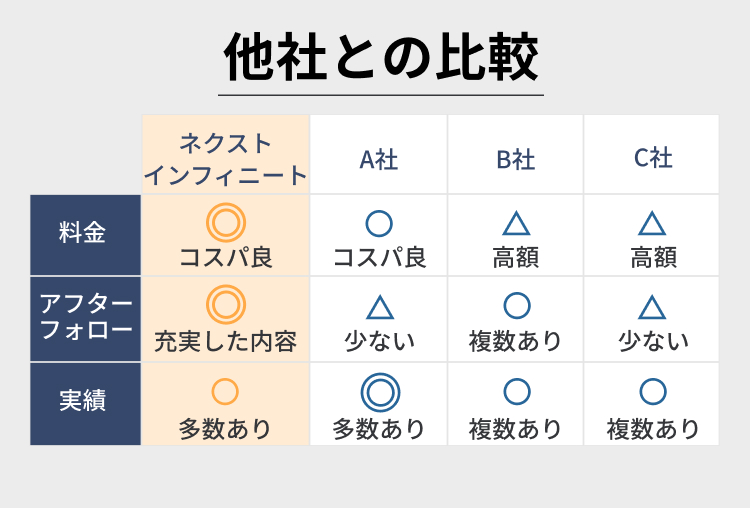 他社との比較
ネクスト
インフィニート
A社
B社
C社
料金
◎
コスパ良
○
コスパ良
△
高額
△
高額
アフター
フォロー
◎
充実した内容
△
少ない
○
複数あり
△
少ない
実績
○
多数あり
◎
多数あり
○
複数あり
○
複数あり